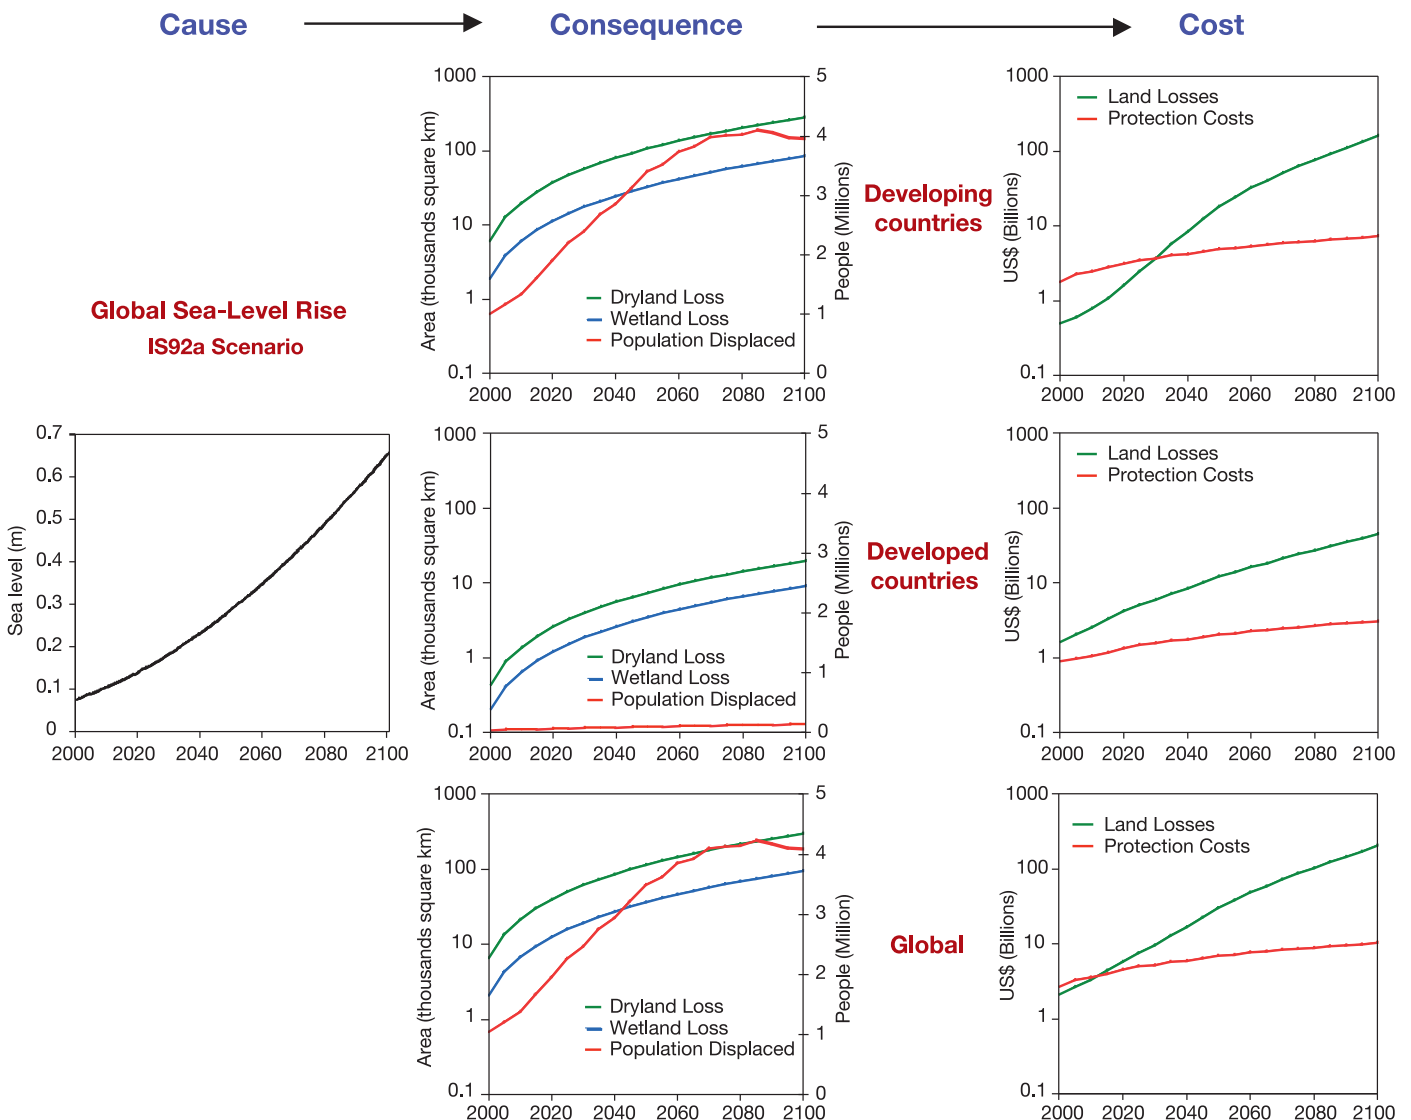 Cause
Consequence
Cost
Global Sea-Level Rise
IS92a Scenario
Sea level (m)
0.7
0.6
0.5
0.4
0.3
0.2
0.1
0
2000 2020 2040 2060 2080 2100
Area (thousands square km)
1000
100
10
1
0.1
Dryland Loss
Wetland Loss
Population Displaced
5
4
3
2
1
0
People (Millions)
2000 2020 2040 2060 2080 2100
Developing
countries
US$ (Billions)
1000
100
10
1
0.1
Land Losses
Protection Costs
2000 2020 2040 2060 2080 2100
Area (thousands square km)
1000
100
10
1
0.1
Dryland Loss
Wetland Loss
Population Displaced
5
4
3
2
1
0
People (Millions)
2000 2020 2040 2060 2080 2100
Developed
countries
US$ (Billions)
1000
100
10
1
0.1
Land Losses
Protection Costs
2000 2020 2040 2060 2080 2100
Area (thousands square km)
1000
100
10
1
0.1
Dryland Loss
Wetland Loss
Population Displaced
5
4
3
2
1
0
People (Million)
2000 2020 2040 2060 2080 2100
Global
US$ (Billions)
1000
100
10
1
0.1
Land Losses
Protection Costs
2000 2020 2040 2060 2080 2100